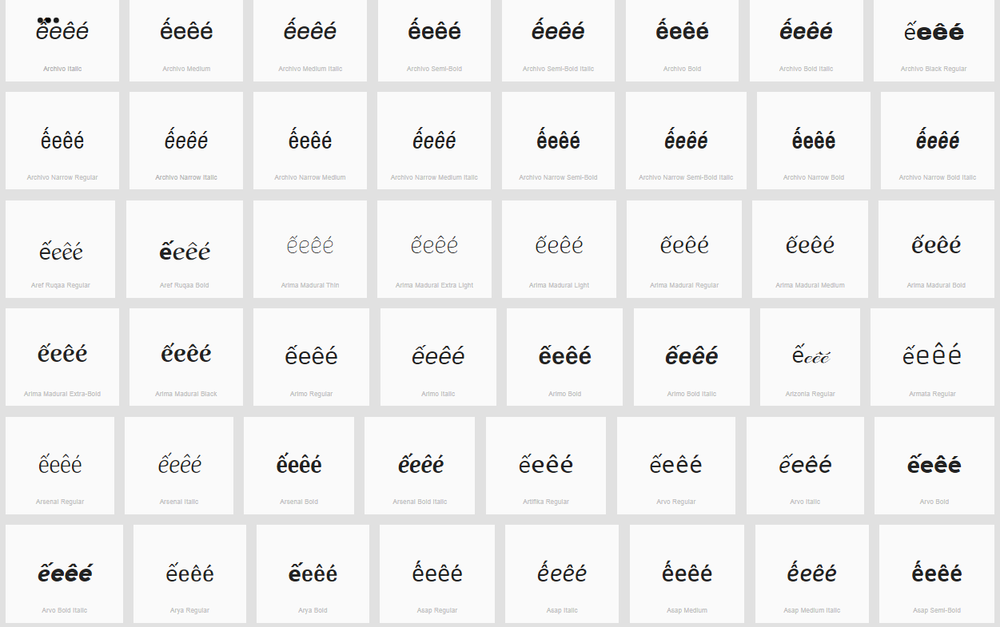 ếeêé ếeêé ếeêé ếeêé ếeêé ếeêé ếeêé ếeêé
Archivo Italic Archivo Medium Archivo Medium Italic Archivo Semi-Bold Archivo Semi-Bold Italic Archivo Bold Archivo Bold Italic Archivo Black Regular
ếeêé ếeêé ếeêé ếeêé ếeêé ếeêé ếeêé ếeêé
Archivo Narrow Regular Archivo Narrow Italic Archivo Narrow Medium Archivo Narrow Medium Italic Archivo Narrow Semi-Bold Archivo Narrow Semi-Bold Italic Archivo Narrow Bold Archivo Narrow Bold Italic
ếeêé ếeêé ếeêé ếeêé ếeêé ếeêé ếeêé ếeêé
Aref Ruqaa Regular Aref Ruqaa Bold Arima Madurai Thin Arima Madurai Extra Light Arima Madurai Light Arima Madurai Regular Arima Madurai Medium Arima Madurai Bold
ếeêé ếeêé ếeêé ếeêé ếeêé ếeêé ếeêé ếeêé
Arima Madurai Extra-Bold Arima Madurai Black Arimo Regular Arimo Italic Arimo Bold Arimo Bold Italic Arizonia Regular Armata Regular
ếeêé ếeêé ếeêé ếeêé ếeêé ếeêé ếeêé ếeêé
Arsenal Regular Arsenal Italic Arsenal Bold Arsenal Bold Italic Artifika Regular Arvo Regular Arvo Italic Arvo Bold
ếeêé ếeêé ếeêé ếeêé ếeêé ếeêé ếeêé ếeêé
Arvo Bold Italic Arya Regular Arya Bold Asap Regular Asap Italic Asap Medium Asap Medium Italic Asap Semi-Bold